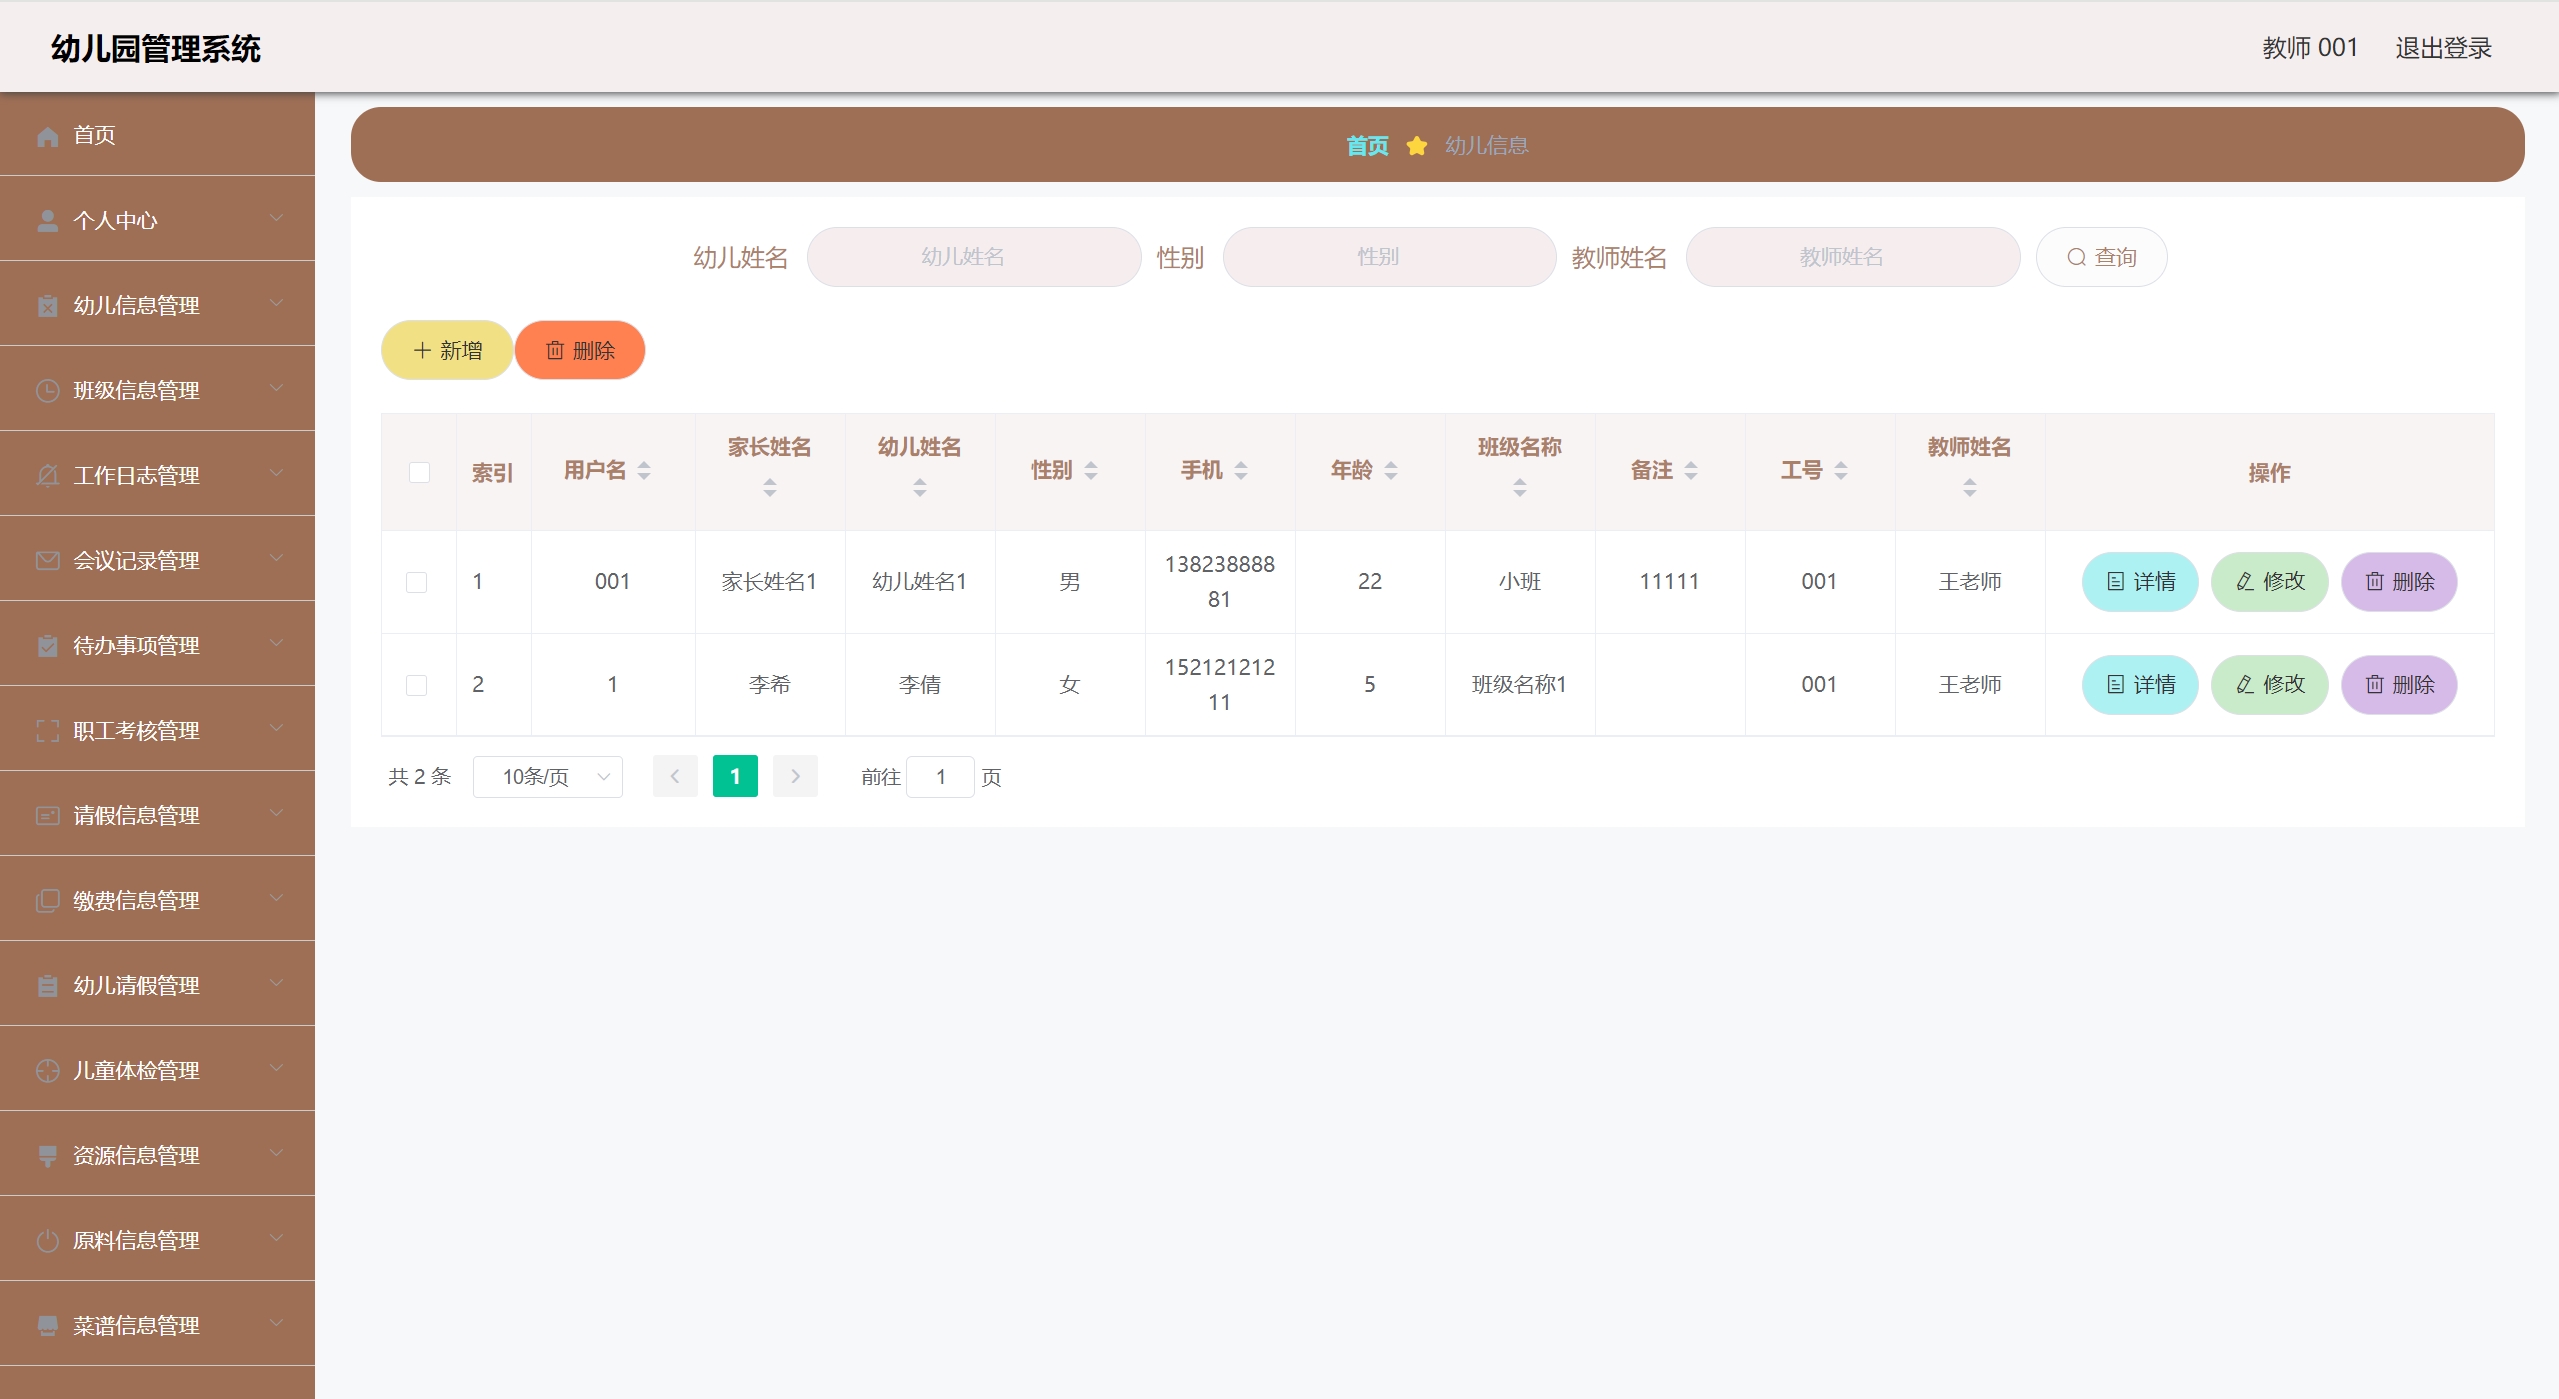 幼儿园管理系统
教师 001 退出登录
首页
个人中心
幼儿信息管理
班级信息管理
工作日志管理
会议记录管理
待办事项管理
职工考核管理
请假信息管理
缴费信息管理
幼儿请假管理
儿童体检管理
资源信息管理
原料信息管理
菜谱信息管理
首页 幼儿信息
幼儿姓名 幼儿姓名 性别 性别 教师姓名 教师姓名 查询
新增 删除
索引 用户名 家长姓名 幼儿姓名 性别 手机 年龄 班级名称 备注 工号 教师姓名 操作
1 001 家长姓名1 幼儿姓名1 男 13823888881 22 小班 11111 001 王老师 详情 修改 删除
2 1 李希 李倩 女 15212121211 5 班级名称1 001 王老师 详情 修改 删除
共 2 条 10条/页 1 前往 1 页